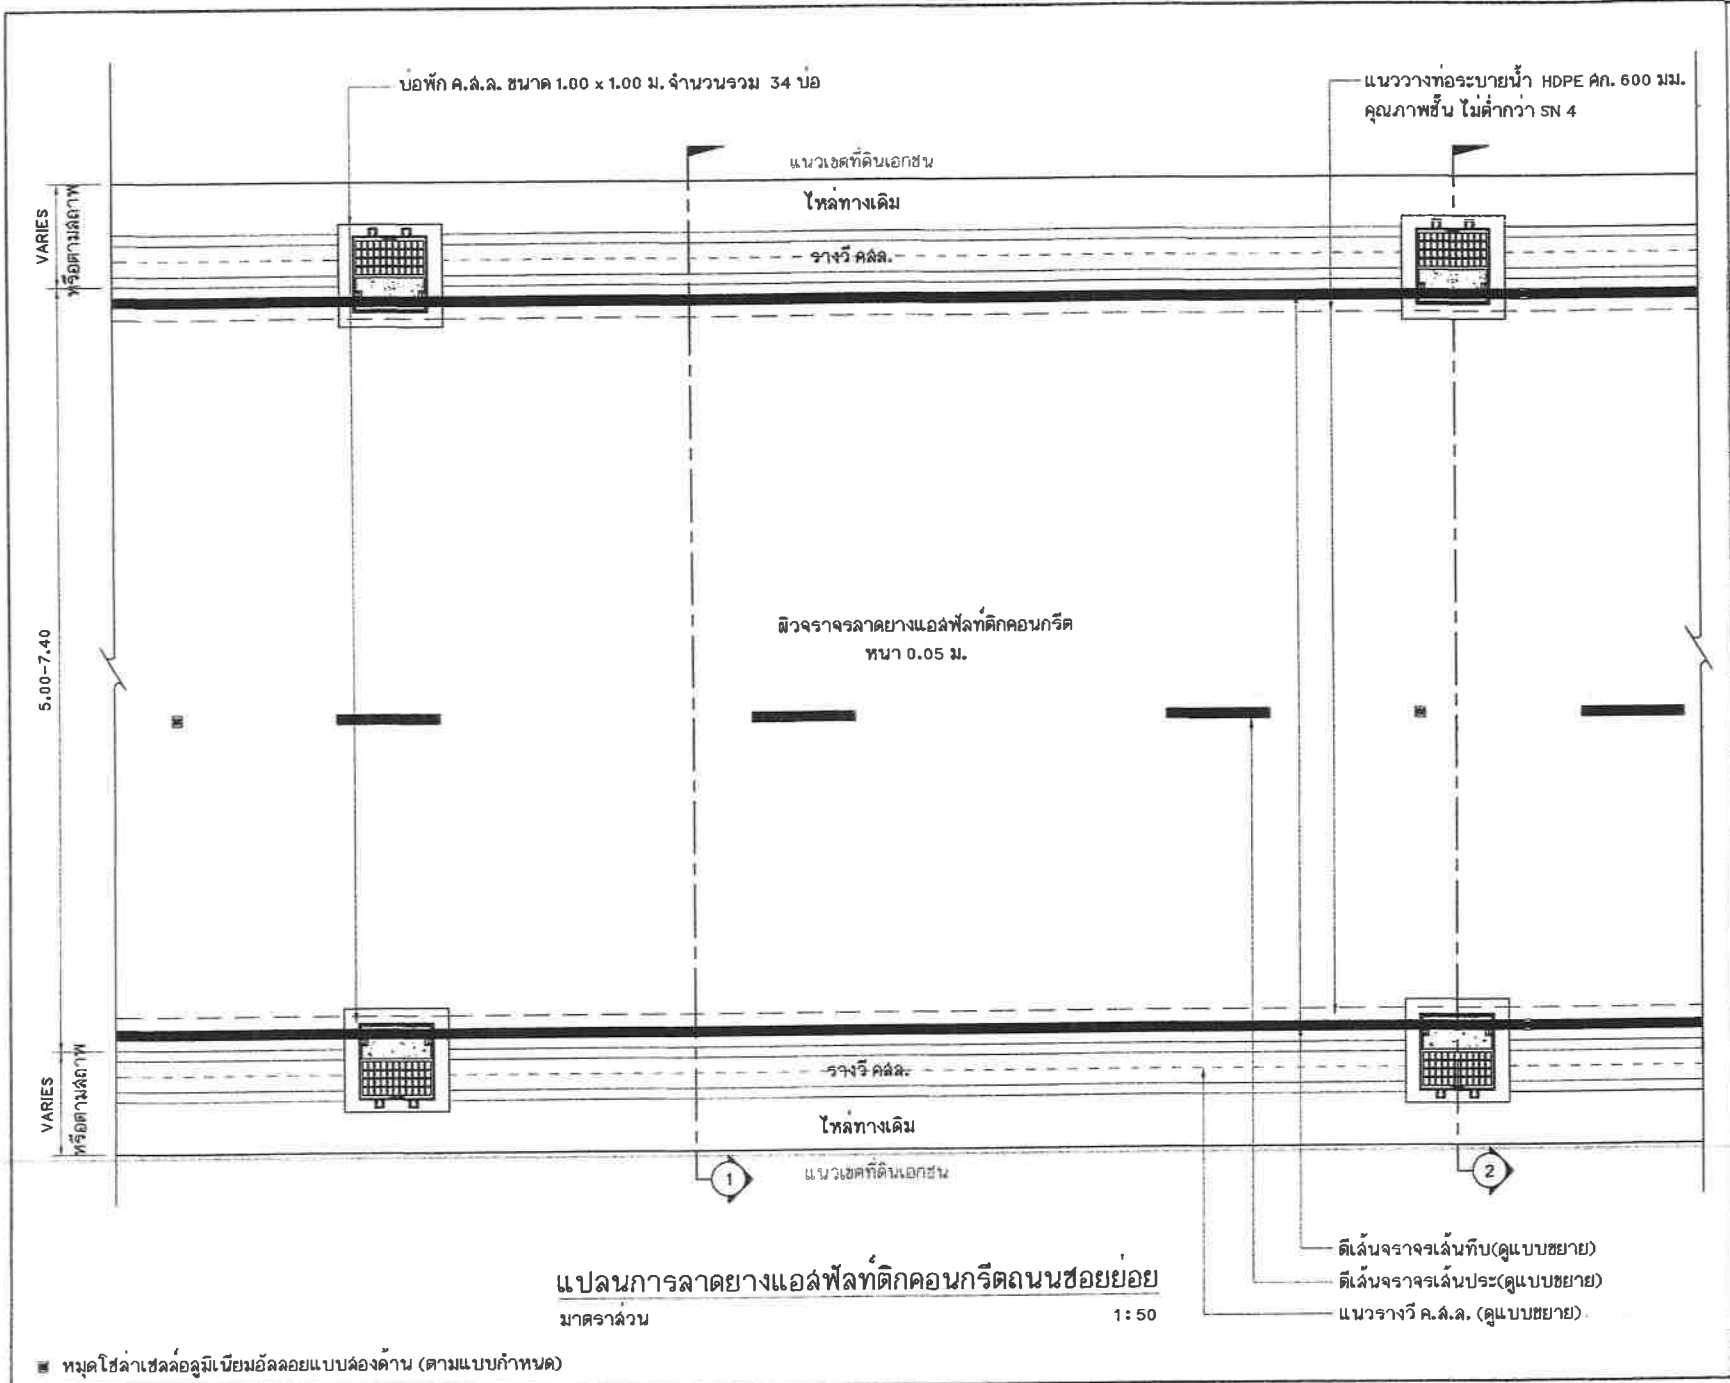 บ่อพัก ค.ส.ล. ขนาด 1.00 x 1.00 ม. จำนวนรวม 34 บ่อ
แนววางท่อระบายน้ำ HDPE ศก. 600 มม.
คุณภาพชั้น ไม่ต่ำกว่า SN 4
แนวเขตที่ดินเอกชน
ไหล่ทางเดิม
VARIES
หรือตามสภาพ
รางวี คสล.
ผิวจราจรลาดยางแอสฟัลท์ติกคอนกรีต
หนา 0.05 ม.
5.00-7.40
รางวี คสล.
VARIES
หรือตามสภาพ
ไหล่ทางเดิม
แนวเขตที่ดินเอกชน
1
2
ตีเส้นจราจรเส้นทึบ(ดูแบบขยาย)
ตีเส้นจราจรเส้นประ(ดูแบบขยาย)
แนวรางวี ค.ส.ล. (ดูแบบขยาย)
แปลนการลาดยางแอสฟัลท์ติกคอนกรีตถนนซอยย่อย
มาตราส่วน 1:50
หมุดโซล่าเซลล์อลูมิเนียมอัลลอยแบบสองด้าน (ตามแบบกำหนด)